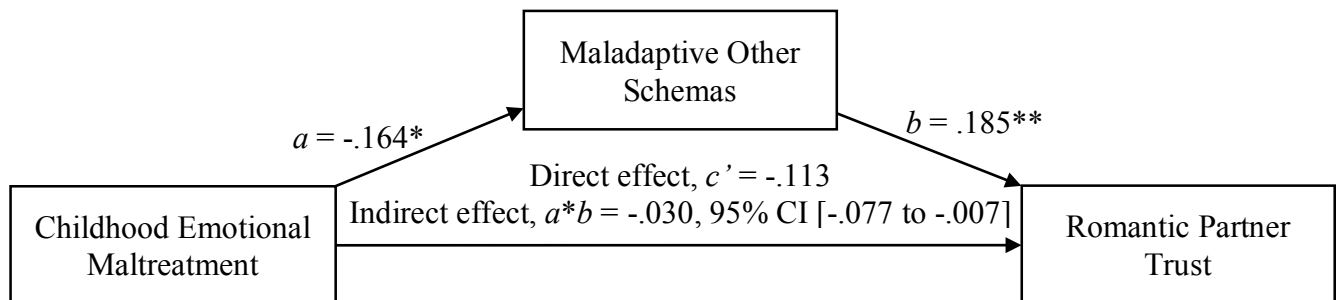 Maladaptive Other
Schemas
a = -.164*
b = .185**
Direct effect, c’ = -.113
Indirect effect, a*b = -.030, 95% CI [-.077 to -.007]
Childhood Emotional
Maltreatment
Romantic Partner
Trust